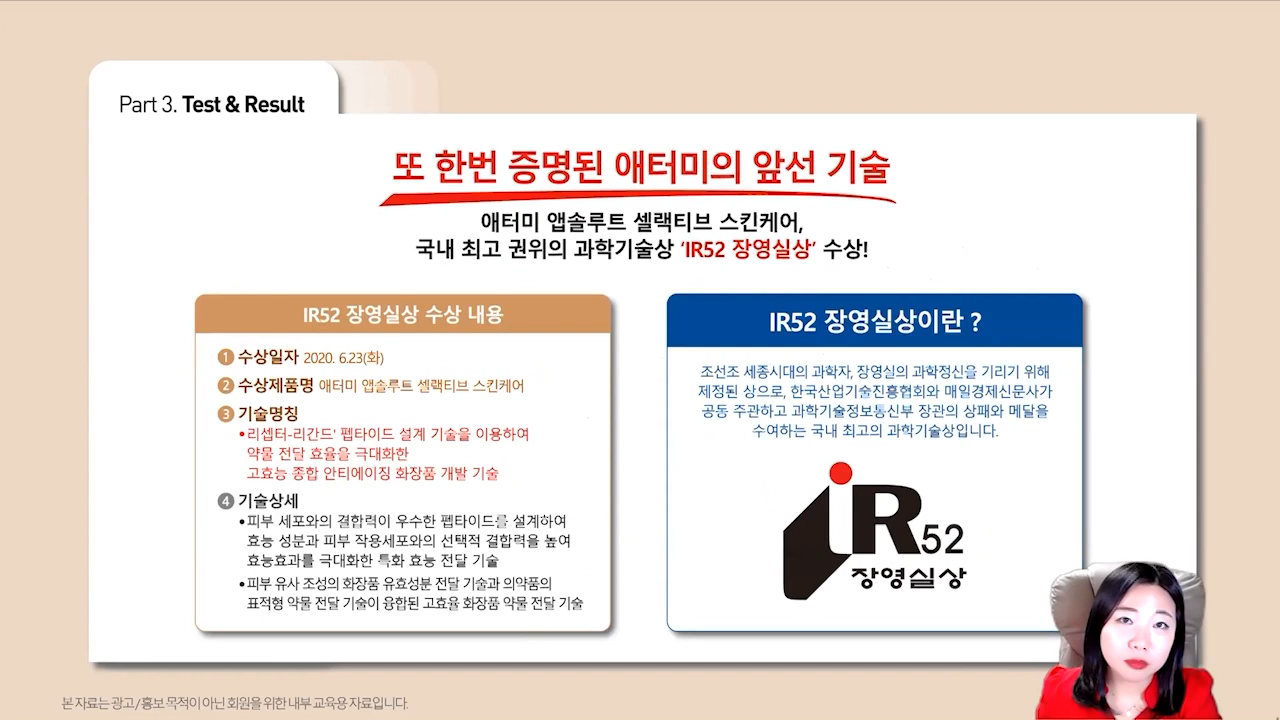 Part 3. Test & Result
또 한번 증명된 애터미의 앞선 기술
애터미 앱솔루트 셀랙티브 스킨케어,
국내 최고 권위의 과학기술상 ‘IR52 장영실상’ 수상!
IR52 장영실상 수상 내용
1 수상일자 2020. 6.23(화)
2 수상제품명 애터미 앱솔루트 셀랙티브 스킨케어
3 기술명칭
•리셉터-리간드' 펩타이드 설계 기술을 이용하여
약물 전달 효율을 극대화한
고효능 종합 안티에이징 화장품 개발 기술
4 기술상세
•피부 세포와의 결합력이 우수한 펩타이드를 설계하여
효능 성분과 피부 작용세포와의 선택적 결합력을 높여
효능효과를 극대화한 특화 효능 전달 기술
•피부 유사 조성의 화장품 유효성분 전달 기술과 의약품의
표적형 약물 전달 기술이 융합된 고효율 화장품 약물 전달 기술
IR52 장영실상이란 ?
조선조 세종시대의 과학자, 장영실의 과학정신을 기리기 위해
제정된 상으로, 한국산업기술진흥협회와 매일경제신문사가
공동 주관하고 과학기술정보통신부 장관의 상패와 메달을
수여하는 국내 최고의 과학기술상입니다.
iR52
장영실상
본 자료는 광고/홍보 목적이 아닌 회원을 위한 내부 교육용 자료입니다.